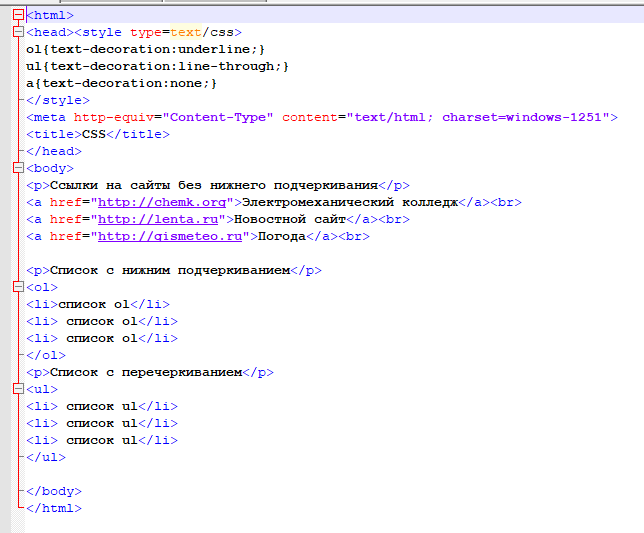 <html>
<head><style type=text/css>
ol{text-decoration:underline;}
ul{text-decoration:line-through;}
a{text-decoration:none;}
</style>
<meta http-equiv="Content-Type" content="text/html; charset=windows-1251">
<title>CSS</title>
</head>
<body>
<p>Ссылки на сайты без нижнего подчеркивания</p>
<a href="http://chemk.org">Электромеханический колледж</a><br>
<a href="http://lenta.ru">Новостной сайт</a><br>
<a href="http://gismeteo.ru">Погода</a><br>
<p>Список с нижним подчеркиванием</p>
<ol>
<li>список ol</li>
<li> список ol</li>
<li> список ol</li>
</ol>
<p>Список с перечеркиванием</p>
<ul>
<li> список ul</li>
<li> список ul</li>
<li> список ul</li>
</ul>
</body>
</html>